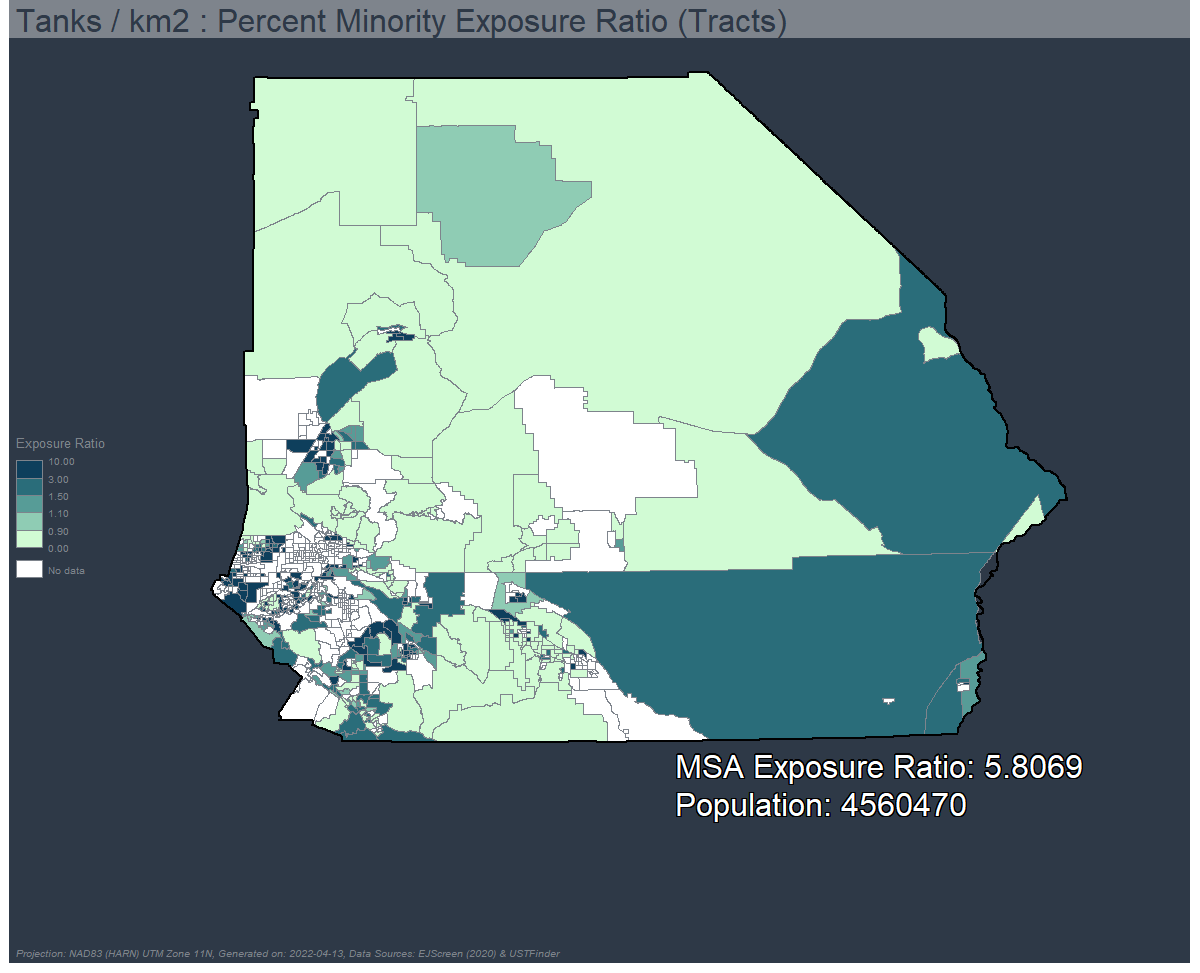 Tanks / km2 : Percent Minority Exposure Ratio (Tracts)
Exposure Ratio
10.00
3.00
1.50
1.10
0.90
0.00
No data
MSA Exposure Ratio: 5.8069
Population: 4560470
Projection: NAD83 (HARN) UTM Zone 11N, Generated on: 2022-04-13, Data Sources: EJScreen (2020) & USTFinder